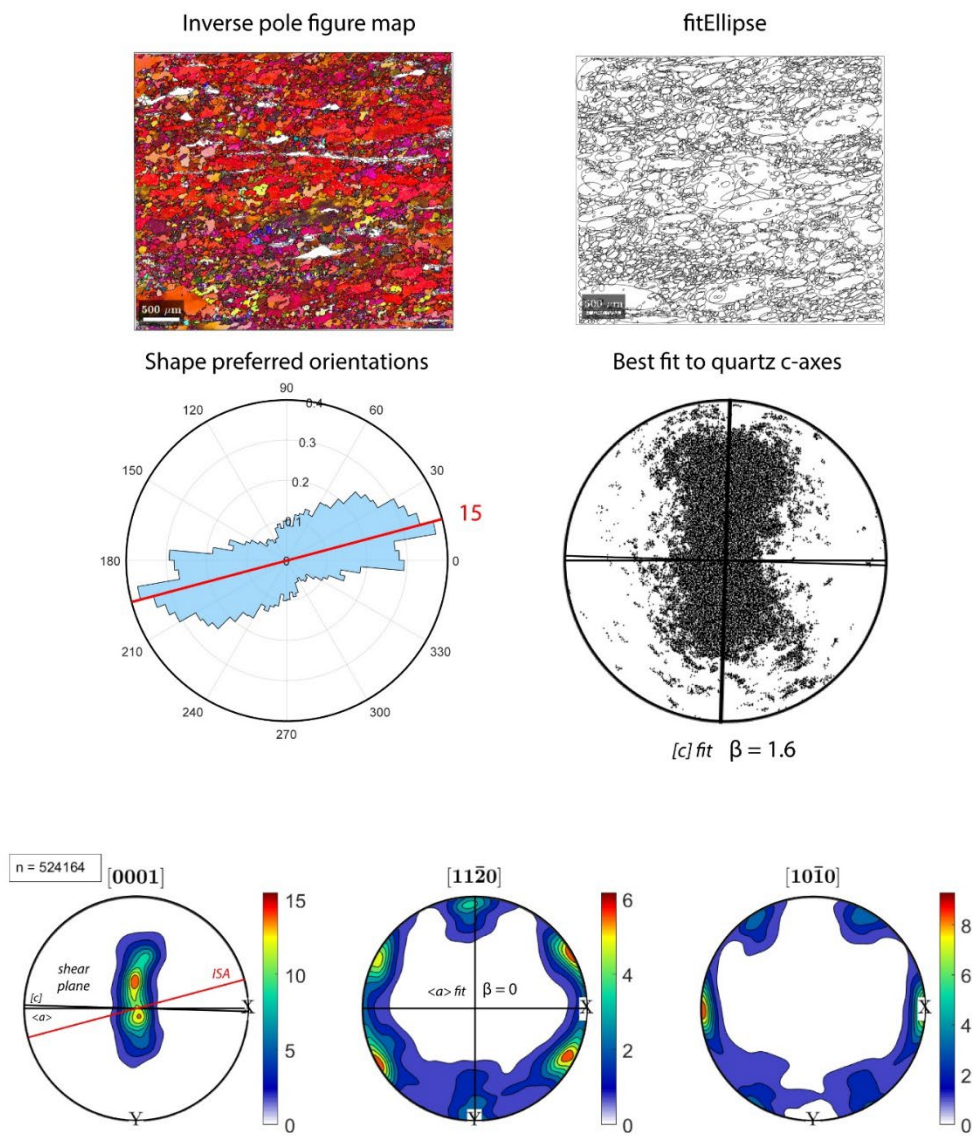 Inverse pole figure map
fitEllipse
500 μm
500 μm
Shape preferred orientations
Best fit to quartz c-axes
90
120
60
0.4
0.3
150
30
0.2
15
0.1
180
0
0
210
330
240
300
270
[c] fit β = 1.6
n = 524164
[0001]
[112̄0]
[101̄0]
15
10
5
0
6
4
2
0
8
6
4
2
0
shear
plane
ISA
[c]
<a>
X
Y
<a> fit
β = 0
X
Y
X
Y